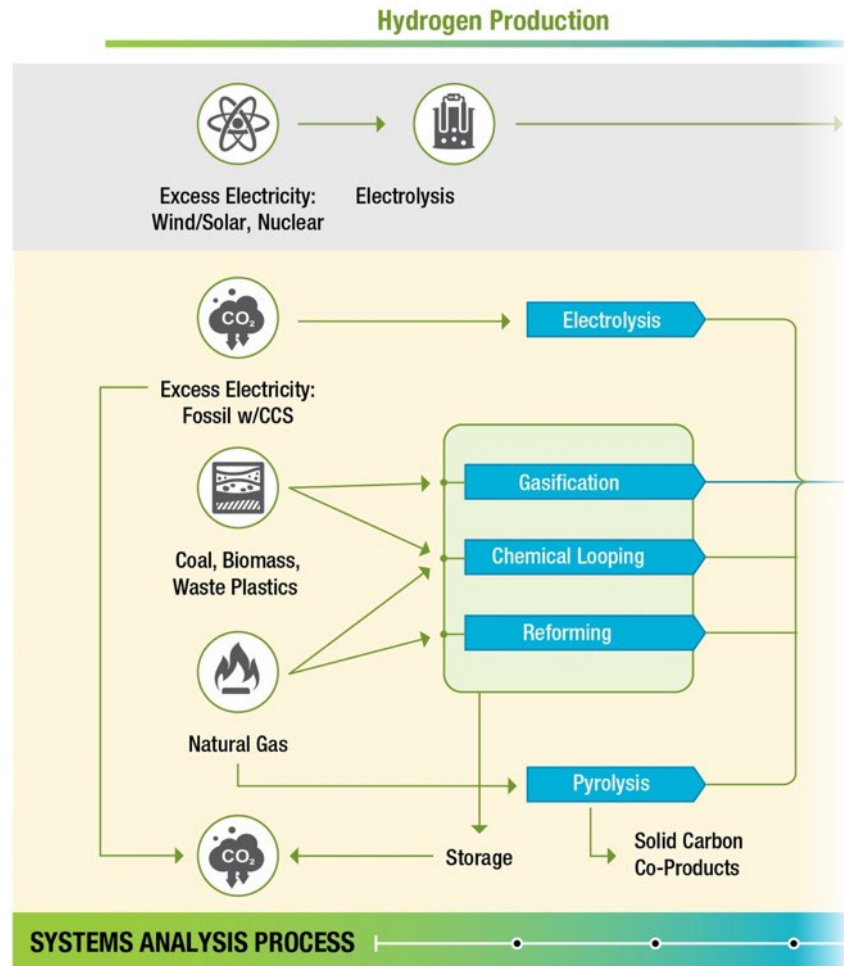 Hydrogen Production
Excess Electricity:
Wind/Solar, Nuclear
Electrolysis
CO₂
Electrolysis
Excess Electricity:
Fossil w/CCS
Gasification
Coal, Biomass,
Waste Plastics
Chemical Looping
Reforming
Natural Gas
Pyrolysis
CO₂
Storage
Solid Carbon
Co-Products
SYSTEMS ANALYSIS PROCESS